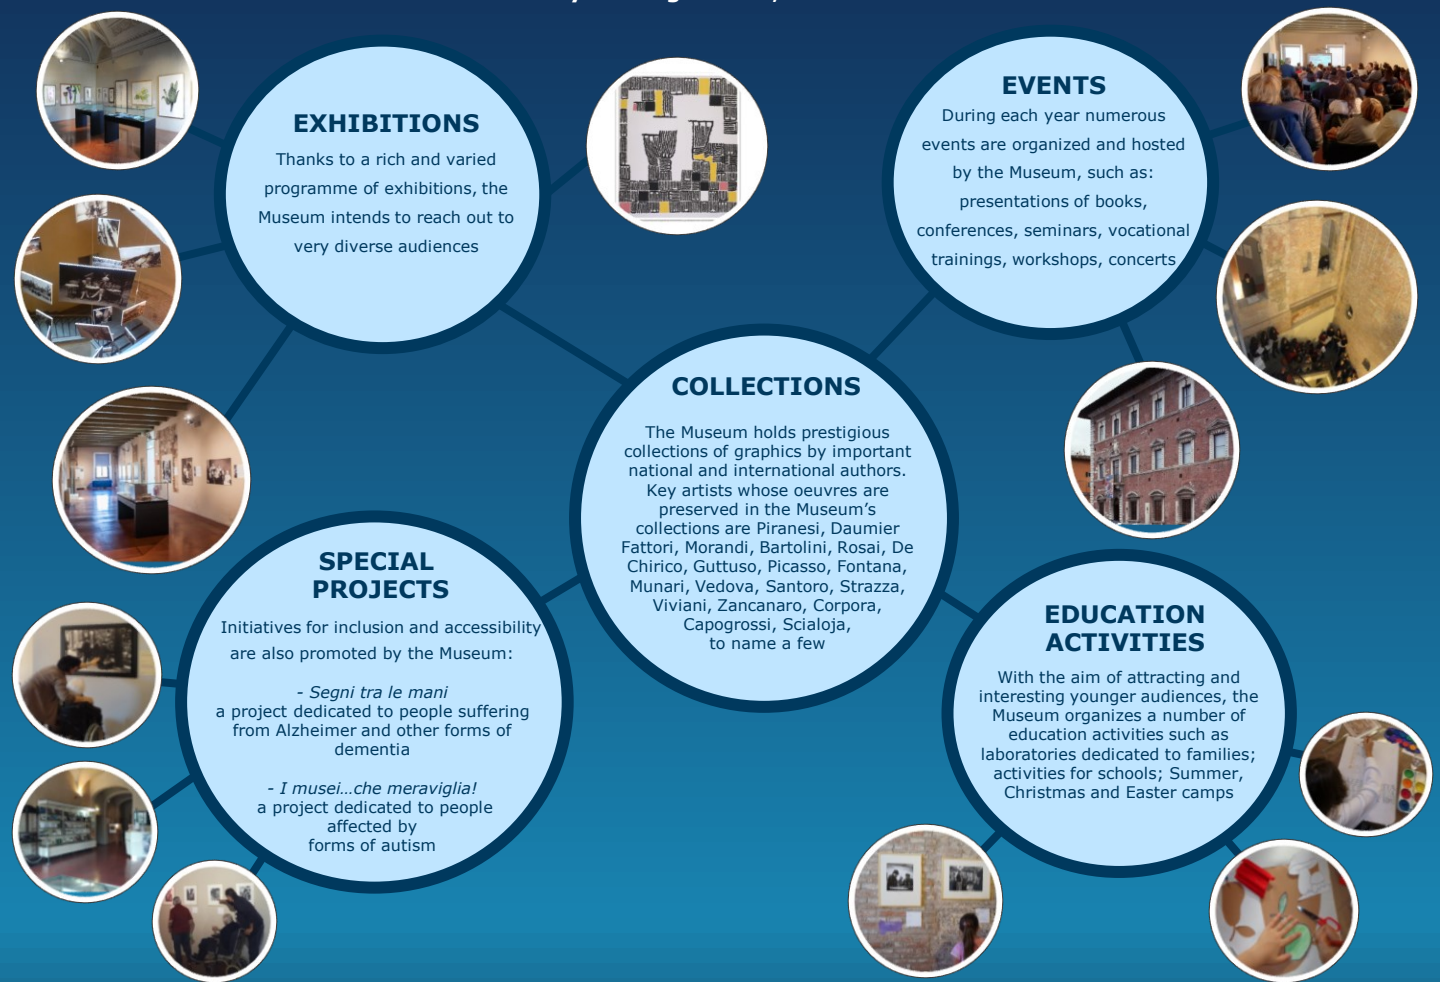 EXHIBITIONS
Thanks to a rich and varied
programme of exhibitions, the
Museum intends to reach out to
very diverse audiences
EVENTS
During each year numerous
events are organized and hosted
by the Museum, such as:
presentations of books,
conferences, seminars, vocational
trainings, workshops, concerts
COLLECTIONS
The Museum holds prestigious
collections of graphics by important
national and international authors.
Key artists whose oeuvres are
preserved in the Museum’s
collections are Piranesi, Daumier
Fattori, Morandi, Bartolini, Rosai, De
Chirico, Guttuso, Picasso, Fontana,
Munari, Vedova, Santoro, Strazza,
Viviani, Zancanaro, Corpora,
Capogrossi, Scialoja,
to name a few
SPECIAL
PROJECTS
Initiatives for inclusion and accessibility
are also promoted by the Museum:
- Segni tra le mani
a project dedicated to people suffering
from Alzheimer and other forms of
dementia
- I musei…che meraviglia!
a project dedicated to people
affected by
forms of autism
EDUCATION
ACTIVITIES
With the aim of attracting and
interesting younger audiences, the
Museum organizes a number of
education activities such as
laboratories dedicated to families;
activities for schools; Summer,
Christmas and Easter camps